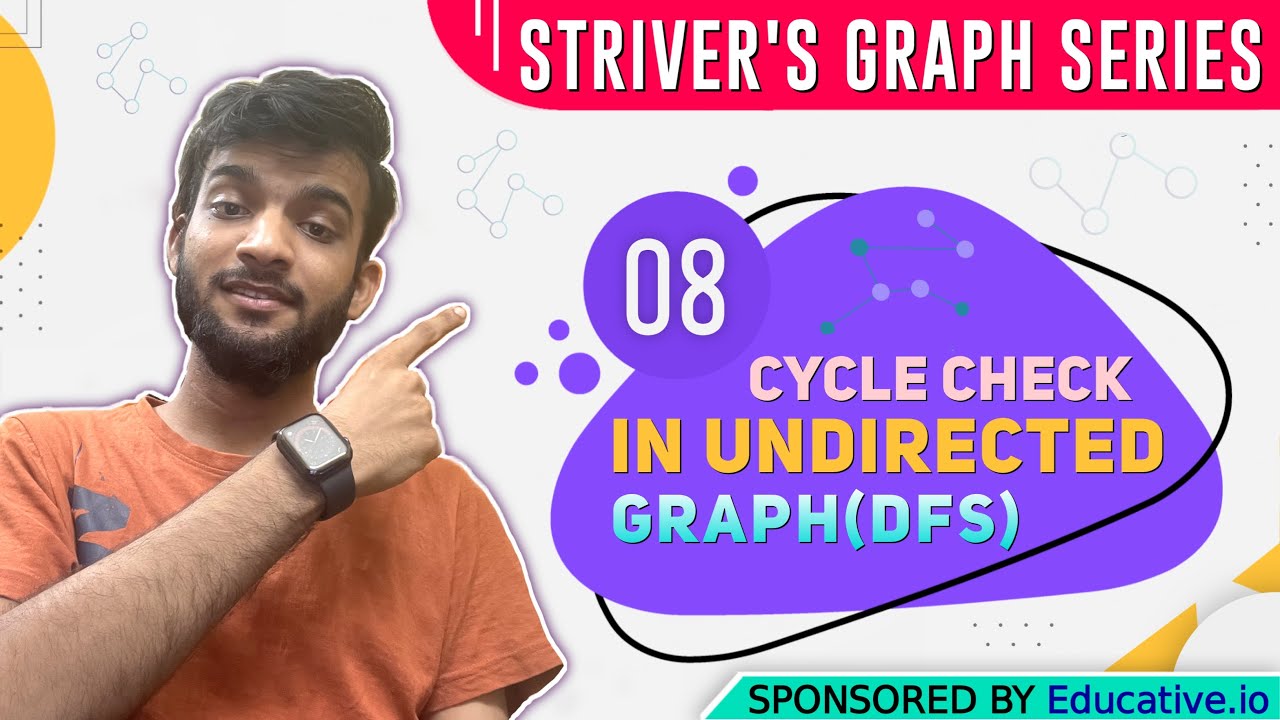 STRIVER'S GRAPH SERIES
08
CYCLE CHECK
IN UNDIRECTED
GRAPH(DFS)
SPONSORED BY Educative.io